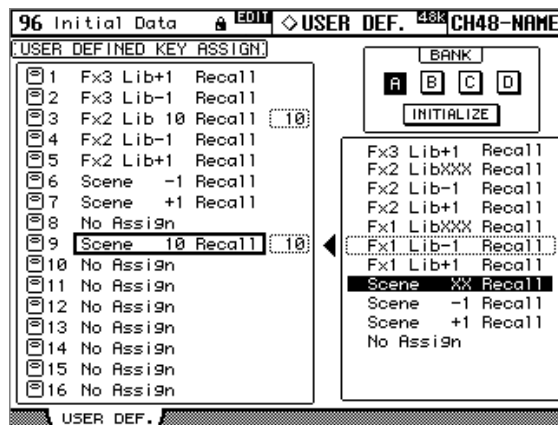 96 Initial Data EDIT ◇USER DEF. 48k CH48-NAME
USER DEFINED KEY ASSIGN
1 Fx3 Lib+1 Recall
2 Fx3 Lib-1 Recall
3 Fx2 Lib 10 Recall 10
4 Fx2 Lib-1 Recall
5 Fx2 Lib+1 Recall
6 Scene -1 Recall
7 Scene +1 Recall
8 No Assign
9 Scene 10 Recall 10
10 No Assign
11 No Assign
12 No Assign
13 No Assign
14 No Assign
15 No Assign
16 No Assign
BANK
A B C D
INITIALIZE
Fx3 Lib+1 Recall
Fx2 LibXXX Recall
Fx2 Lib-1 Recall
Fx2 Lib+1 Recall
Fx1 LibXXX Recall
Fx1 Lib-1 Recall
Fx1 Lib+1 Recall
Scene XX Recall
Scene -1 Recall
Scene +1 Recall
No Assign
USER DEF.